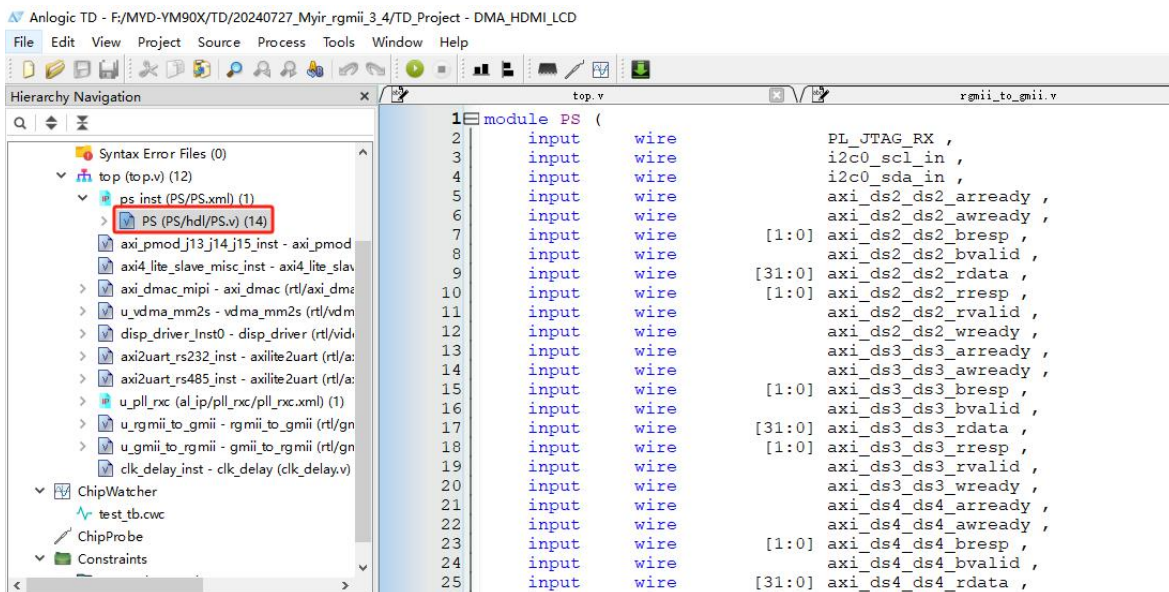 Anlogic TD - F:/MYD-YM90X/TD/20240727_Myir_rgmii_3_4/TD_Project - DMA_HDMI_LCD
File Edit View Project Source Process Tools Window Help
Hierarchy Navigation
top.v
rgmii_to_gmii.v
Syntax Error Files (0)
top (top.v) (12)
ps_inst (PS/PS.xml) (1)
PS (PS/hdl/PS.v) (14)
axi_pmod_j13_j14_j15_inst - axi_pmod
axi4_lite_slave_misc_inst - axi4_lite_slav
axi_dmac_mipi - axi_dmac (rtl/axi_dma
u_vdma_mm2s - vdma_mm2s (rtl/vdm
disp_driver_Inst0 - disp_driver (rtl/vid
axi2uart_rs232_inst - axilite2uart (rtl/a
axi2uart_rs485_inst - axilite2uart (rtl/a
u_pll_rxc (al_ip/pll_rxc/pll_rxc.xml) (1)
u_rgmii_to_gmii - rgmii_to_gmii (rtl/gn
u_gmii_to_rgmii - gmii_to_rgmii (rtl/gn
clk_delay_inst - clk_delay (clk_delay.v)
ChipWatcher
test_tb.cwc
ChipProbe
Constraints
1 module PS (
2 input wire PL_JTAG_RX ,
3 input wire i2c0_scl_in ,
4 input wire i2c0_sda_in ,
5 input wire axi_ds2_ds2_arready ,
6 input wire axi_ds2_ds2_awready ,
7 input wire [1:0] axi_ds2_ds2_bresp ,
8 input wire axi_ds2_ds2_bvalid ,
9 input wire [31:0] axi_ds2_ds2_rdata ,
10 input wire [1:0] axi_ds2_ds2_rresp ,
11 input wire axi_ds2_ds2_rvalid ,
12 input wire axi_ds2_ds2_wready ,
13 input wire axi_ds3_ds3_arready ,
14 input wire axi_ds3_ds3_awready ,
15 input wire [1:0] axi_ds3_ds3_bresp ,
16 input wire axi_ds3_ds3_bvalid ,
17 input wire [31:0] axi_ds3_ds3_rdata ,
18 input wire [1:0] axi_ds3_ds3_rresp ,
19 input wire axi_ds3_ds3_rvalid ,
20 input wire axi_ds3_ds3_wready ,
21 input wire axi_ds4_ds4_arready ,
22 input wire axi_ds4_ds4_awready ,
23 input wire [1:0] axi_ds4_ds4_bresp ,
24 input wire axi_ds4_ds4_bvalid ,
25 input wire [31:0] axi_ds4_ds4_rdata ,